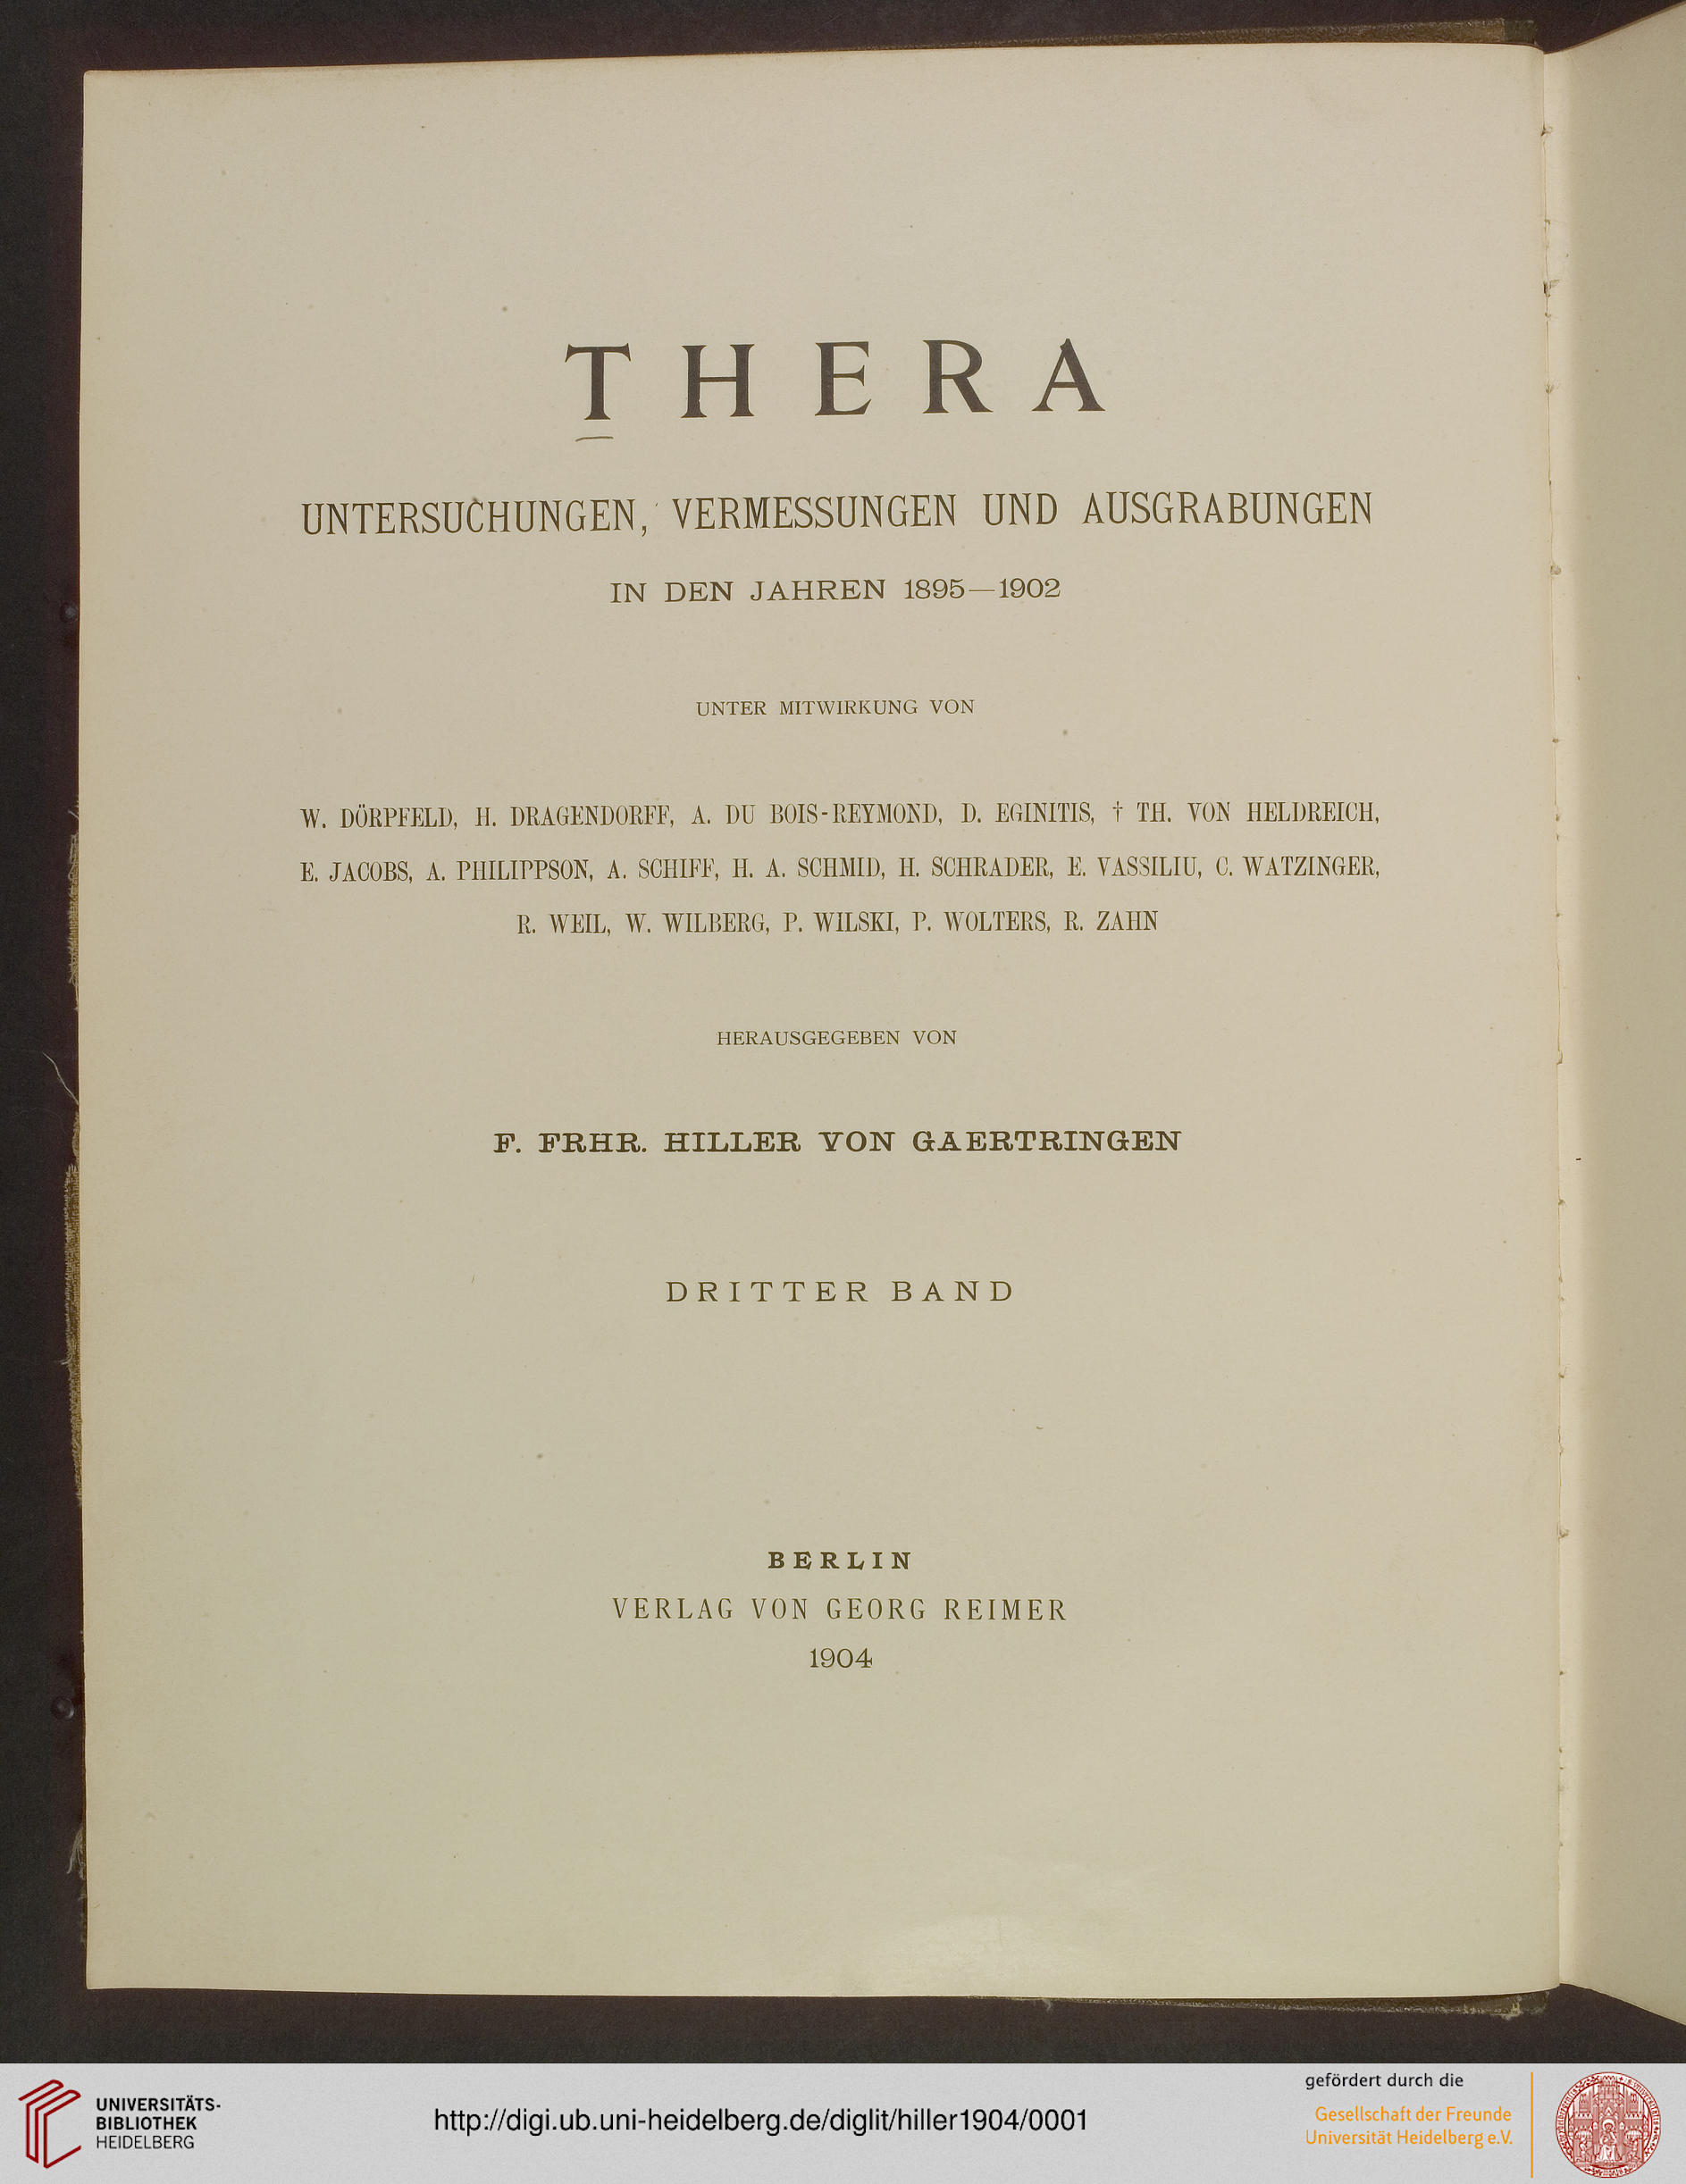 THERA
UNTERSUCHUNGEN, VERMESSUNGEN UND AUSGRABUNGEN
IN DEN JAHREN 1895—1902
UNTER MITWIRKUNG VON
W. DÖRPFELD, H. DRAGENDORFF, A. DU BOIS-REYMOND, D. EGINITIS, † TH. VON HELDREICH,
E. JACOBS, A. PHILIPPSON, A. SCHIFF, H. A. SCHMID, H. SCHRADER, E. VASSILIU, C. WATZINGER,
R. WEIL, W. WILBERG, P. WILSKI, P. WOLTERS, R. ZAHN
HERAUSGEGEBEN VON
F. FRHR. HILLER VON GAERTRINGEN
DRITTER BAND
BERLIN
VERLAG VON GEORG REIMER
1904
UNIVERSITÄTS-
BIBLIOTHEK
HEIDELBERG
http://digi.ub.uni-heidelberg.de/diglit/hiller1904/0001
gefördert durch die
Gesellschaft der Freunde
Universität Heidelberg e.V.